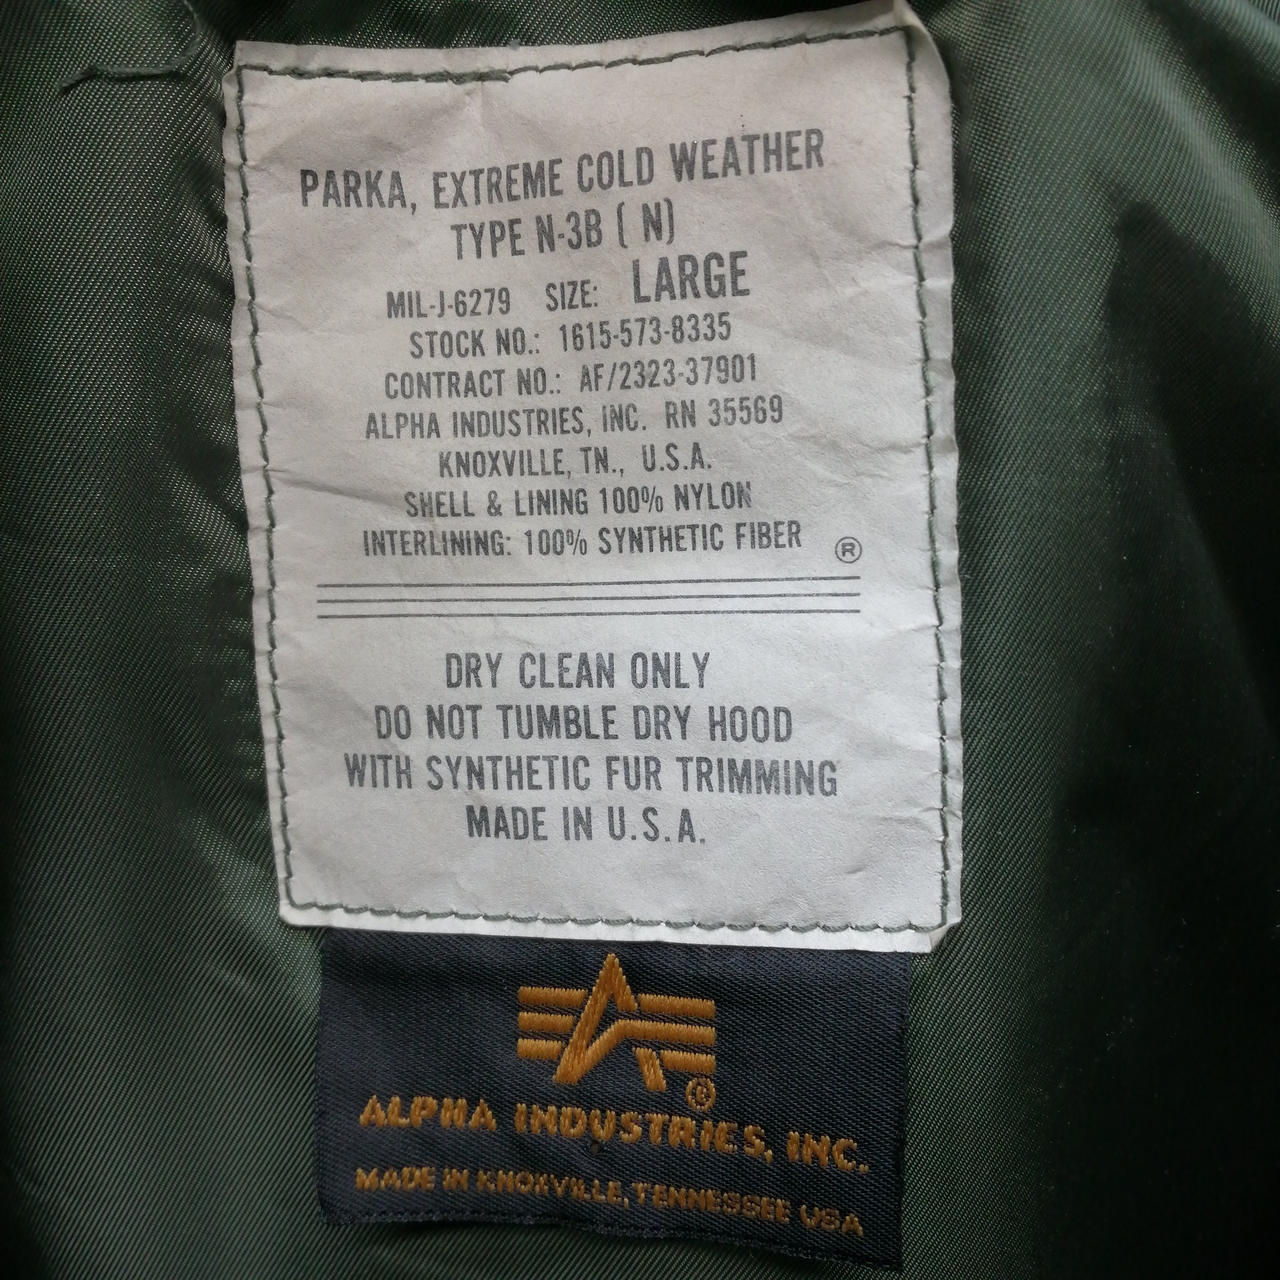 PARKA, EXTREME COLD WEATHER
TYPE N-3B ( N)
MIL-J-6279 SIZE: LARGE
STOCK NO.: 1615-573-8335
CONTRACT NO.: AF/2323-37901
ALPHA INDUSTRIES, INC. RN 35569
KNOXVILLE, TN., U.S.A.
SHELL & LINING 100% NYLON
INTERLINING: 100% SYNTHETIC FIBER ®
DRY CLEAN ONLY
DO NOT TUMBLE DRY HOOD
WITH SYNTHETIC FUR TRIMMING
MADE IN U.S.A.
®
ALPHA INDUSTRIES, INC.
MADE IN KNOXVILLE, TENNESSEE USA